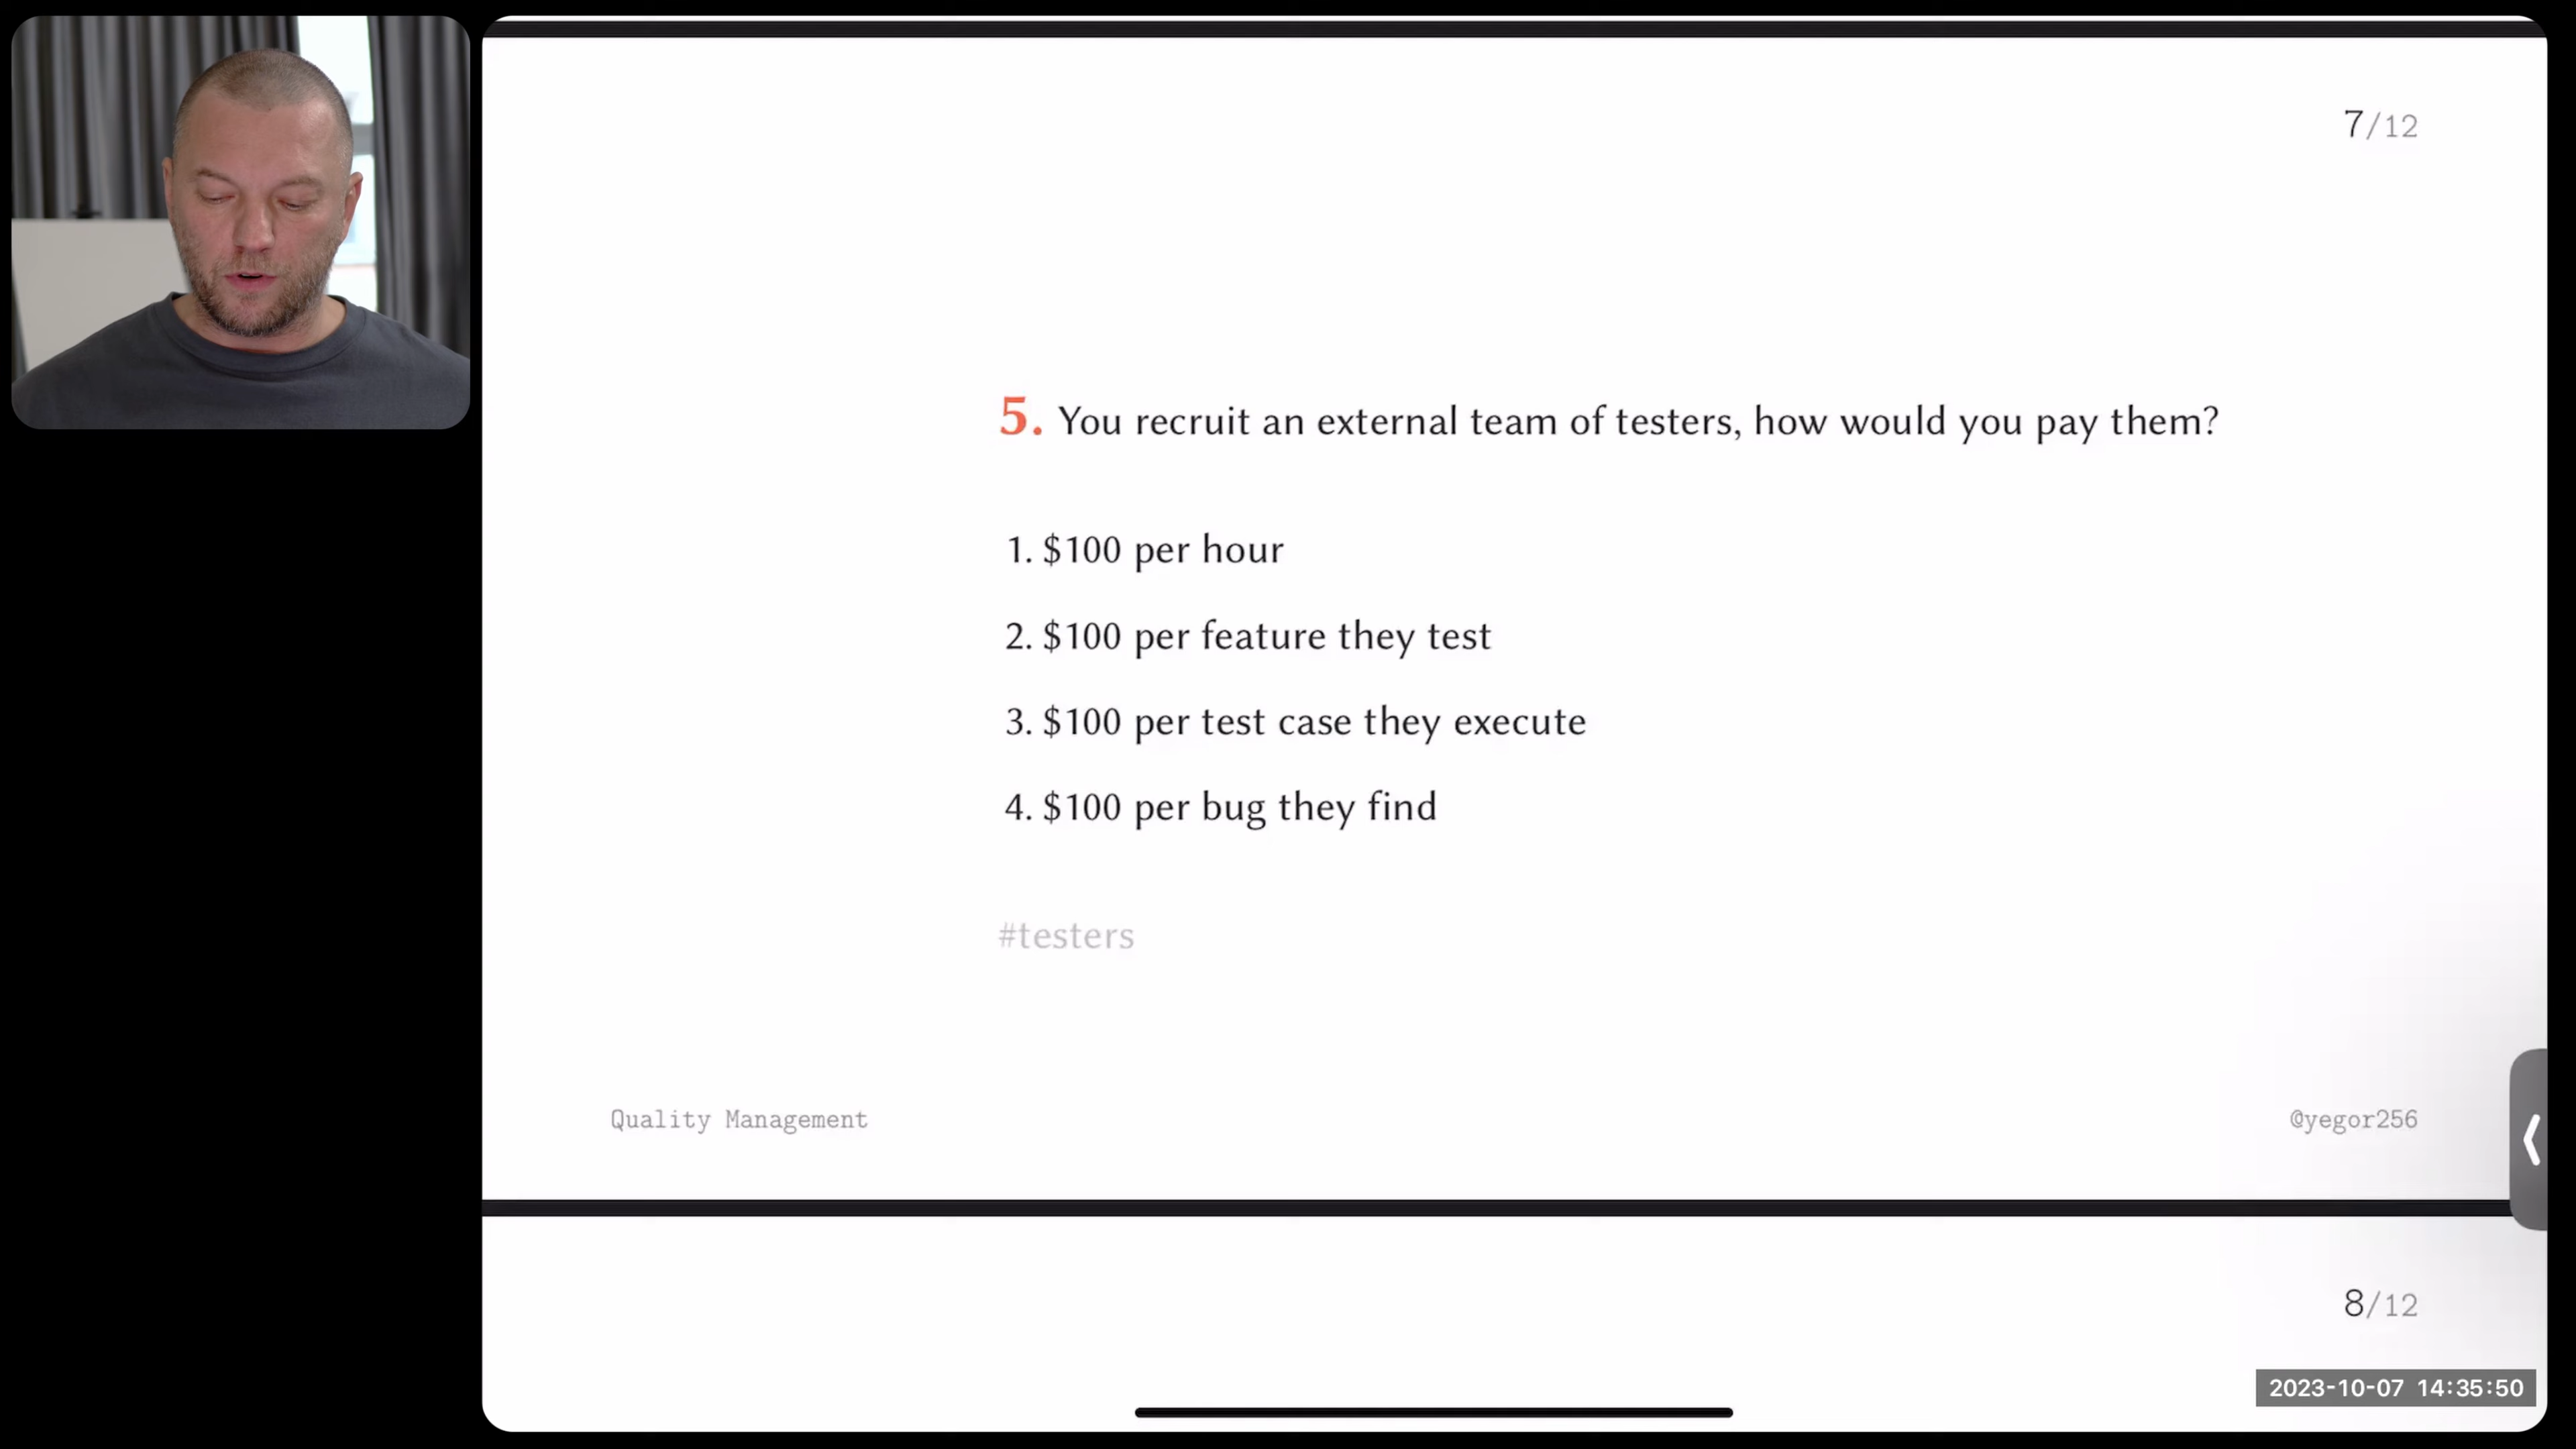 7/12
5. You recruit an external team of testers, how would you pay them?
1. $100 per hour
2. $100 per feature they test
3. $100 per test case they execute
4. $100 per bug they find
#testers
Quality Management
@yegor256
8/12
2023-10-07 14:35:50